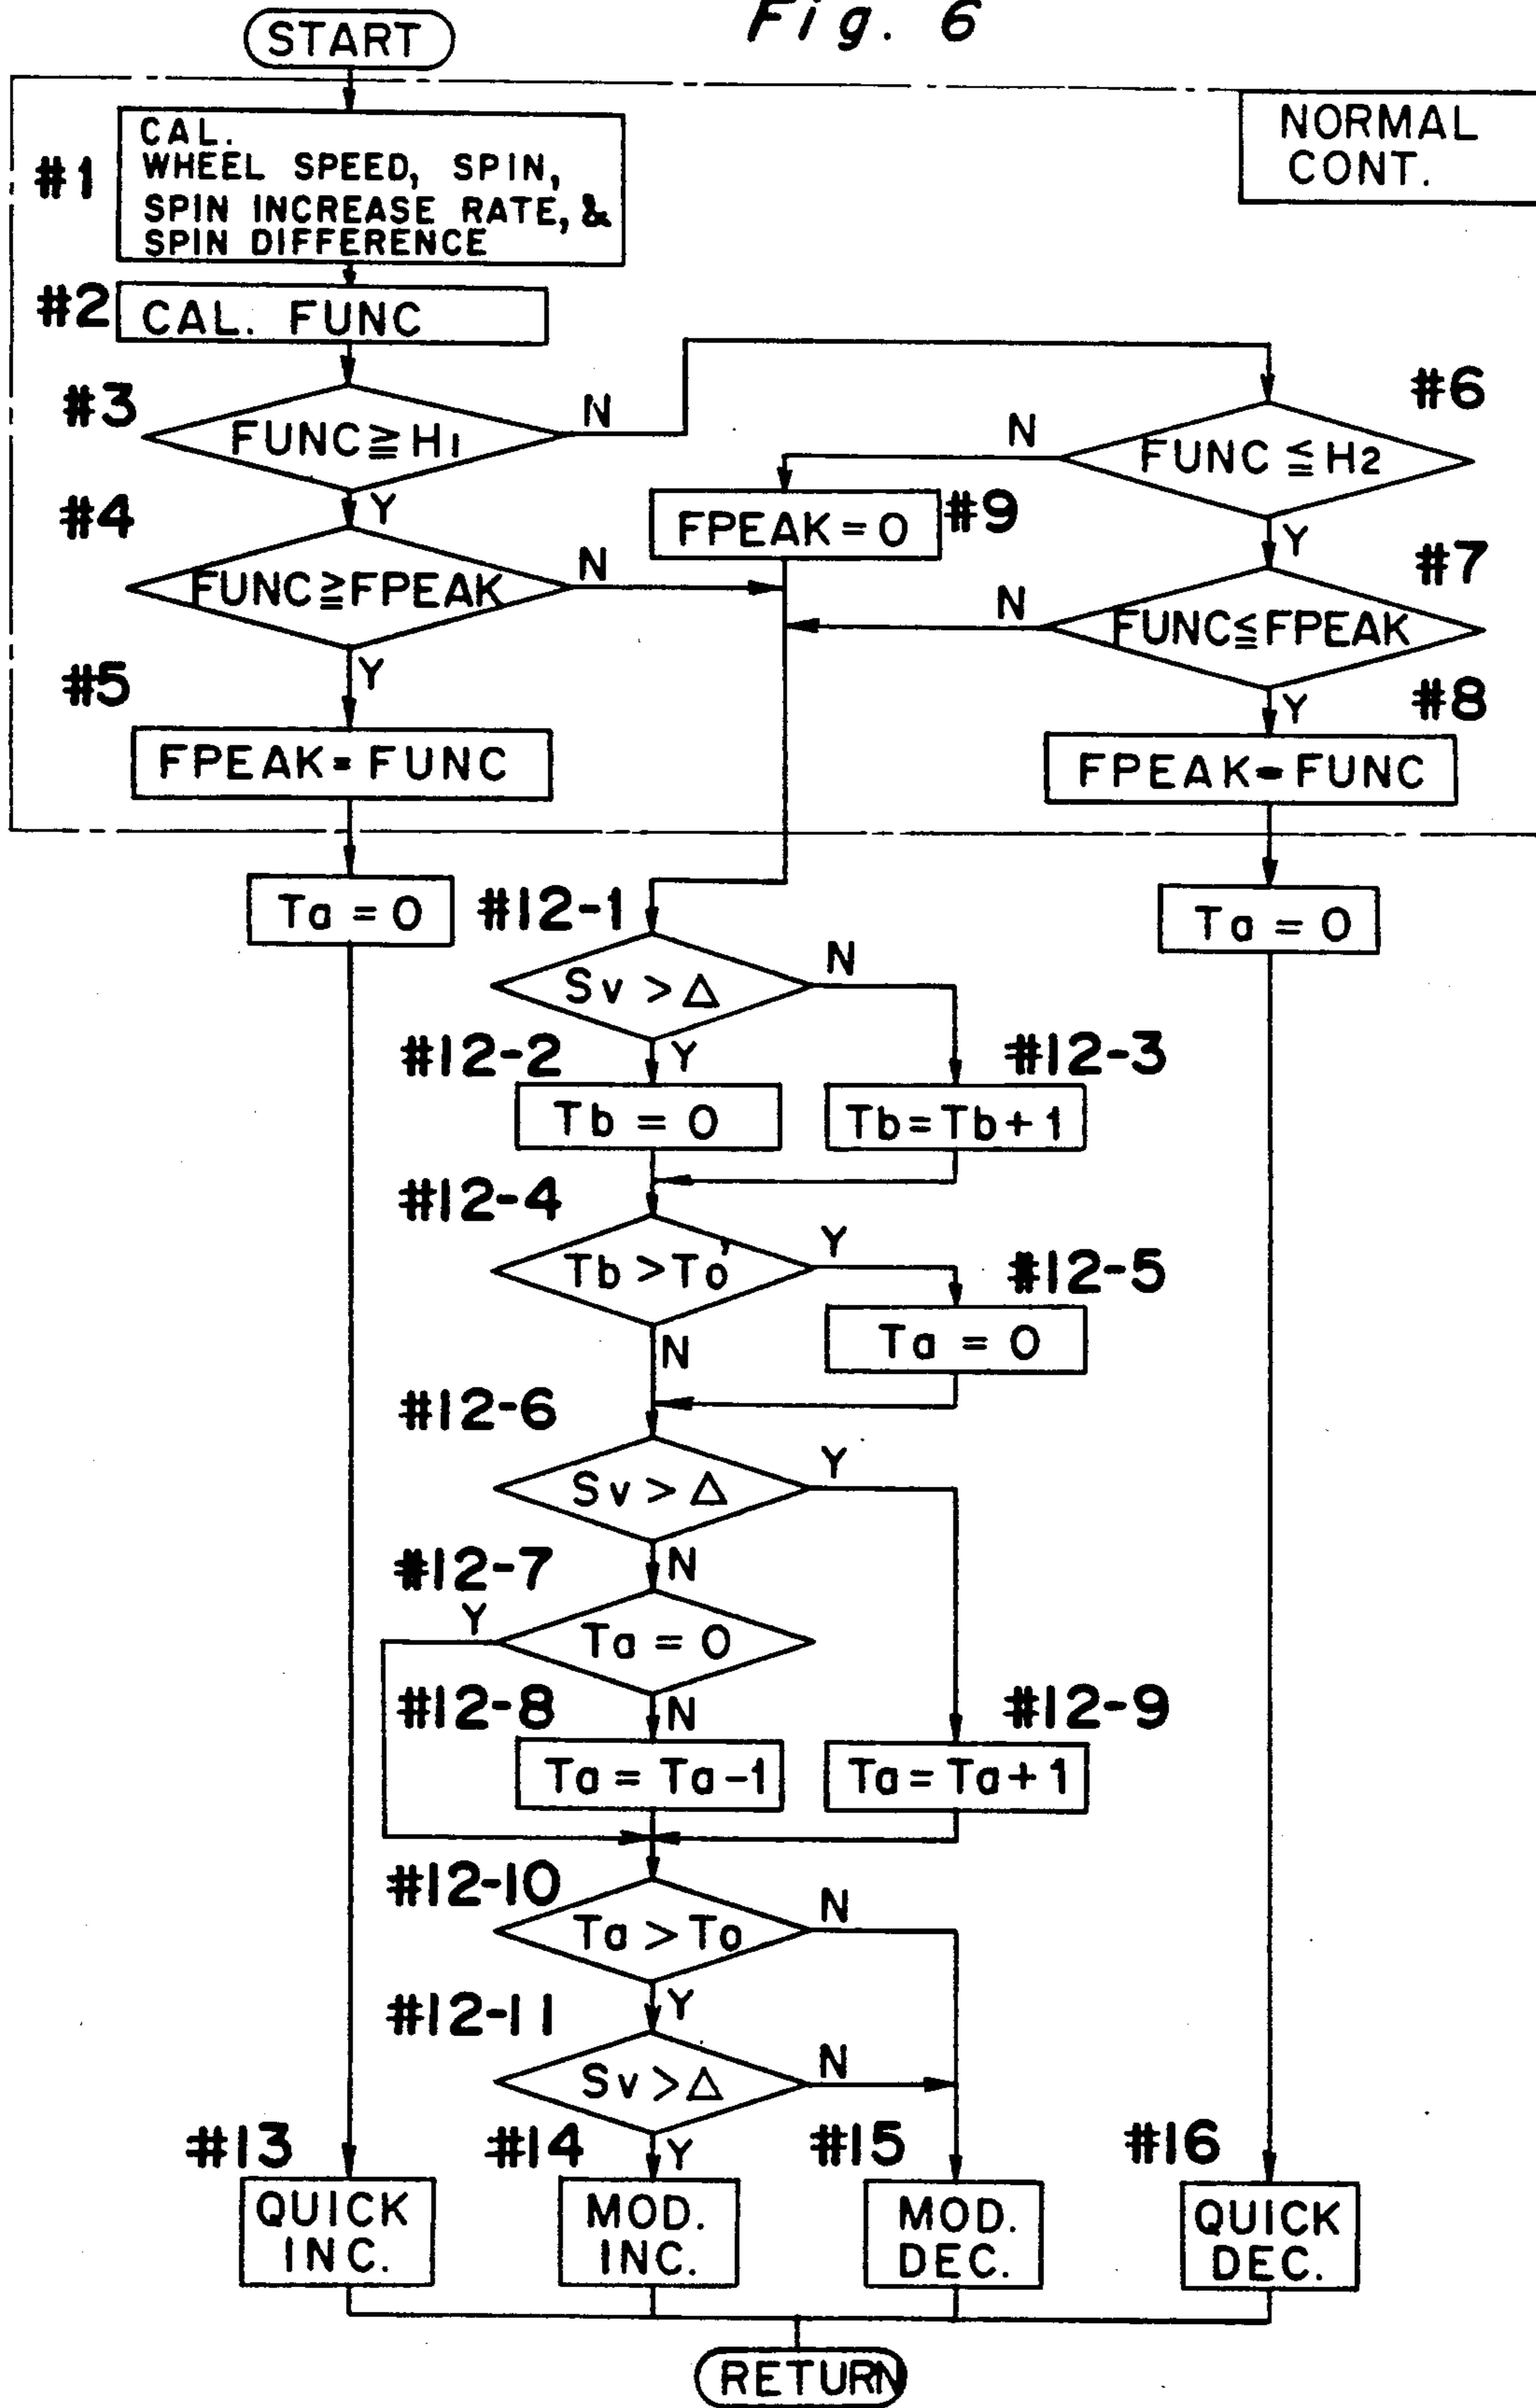 Fig. 6
START
NORMAL
CONT.
#1
CAL.
WHEEL SPEED, SPIN,
SPIN INCREASE RATE, &
SPIN DIFFERENCE
#2
CAL. FUNC
#3
FUNC ≧ H1
N
Y
#6
FUNC ≦ H2
N
Y
#4
FUNC ≧ FPEAK
N
Y
FPEAK = 0
#9
#7
FUNC ≦ FPEAK
N
Y
#5
FPEAK = FUNC
#8
FPEAK = FUNC
Ta = 0
#12-1
Sv > Δ
N
Y
Ta = 0
#12-2
Tb = 0
#12-3
Tb = Tb + 1
#12-4
Tb > To'
Y
N
#12-5
Ta = 0
#12-6
Sv > Δ
Y
N
#12-7
Ta = 0
Y
N
#12-8
Ta = Ta - 1
#12-9
Ta = Ta + 1
#12-10
Ta > To
N
Y
#12-11
Sv > Δ
N
Y
#13
QUICK
INC.
#14
MOD.
INC.
#15
MOD.
DEC.
#16
QUICK
DEC.
RETURN